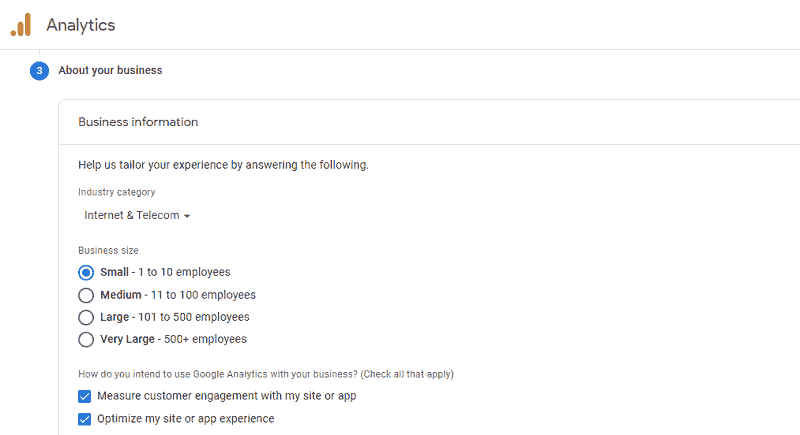 Analytics
3 About your business
Business information
Help us tailor your experience by answering the following.
Industry category
Internet & Telecom
Business size
Small - 1 to 10 employees
Medium - 11 to 100 employees
Large - 101 to 500 employees
Very Large - 500+ employees
How do you intend to use Google Analytics with your business? (Check all that apply)
Measure customer engagement with my site or app
Optimize my site or app experience